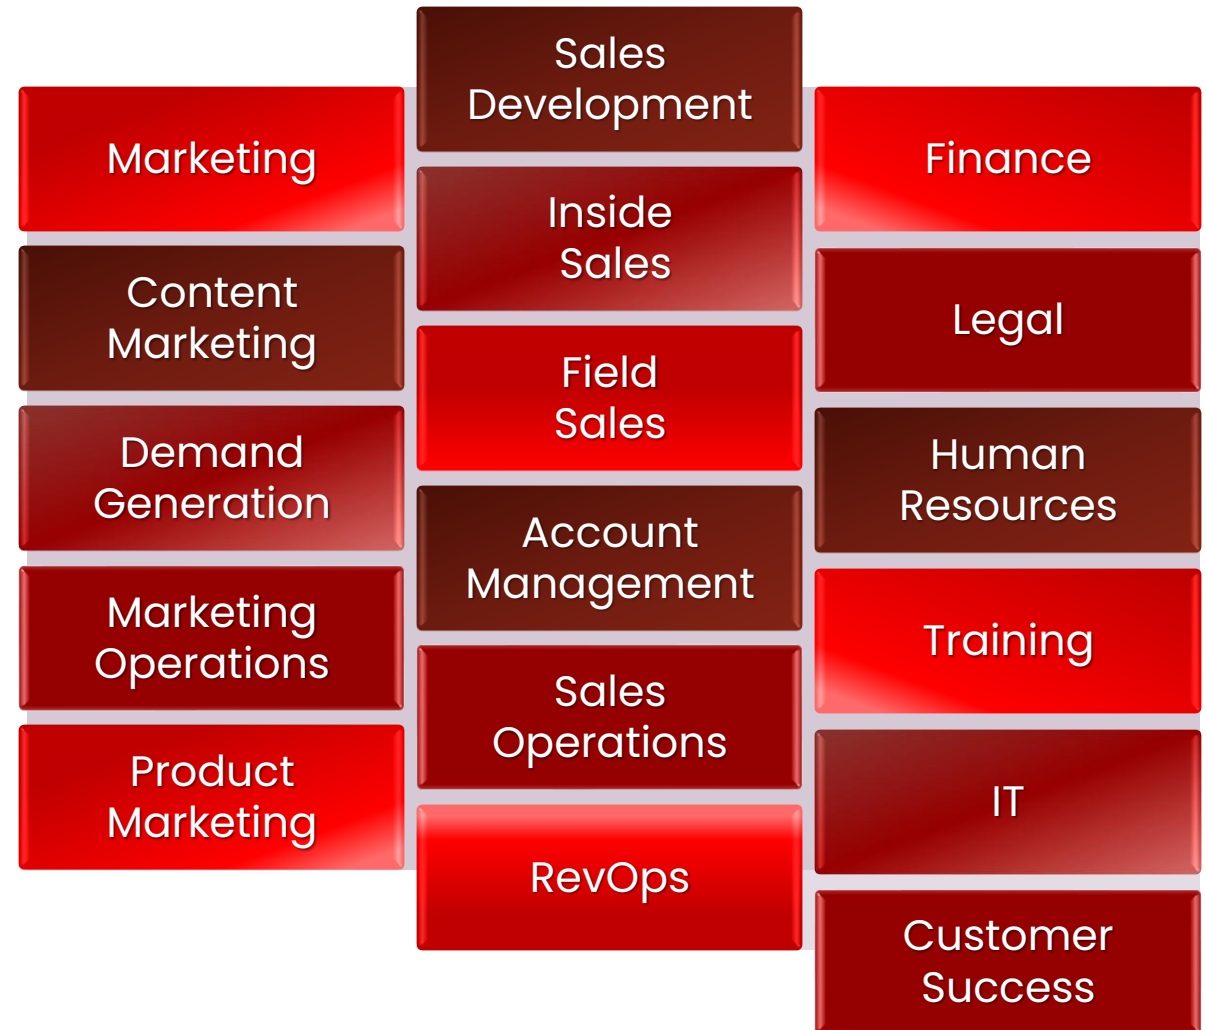 Marketing
Content
Marketing
Demand
Generation
Marketing
Operations
Product
Marketing
Sales
Development
Inside
Sales
Field
Sales
Account
Management
Sales
Operations
RevOps
Finance
Legal
Human
Resources
Training
IT
Customer
Success